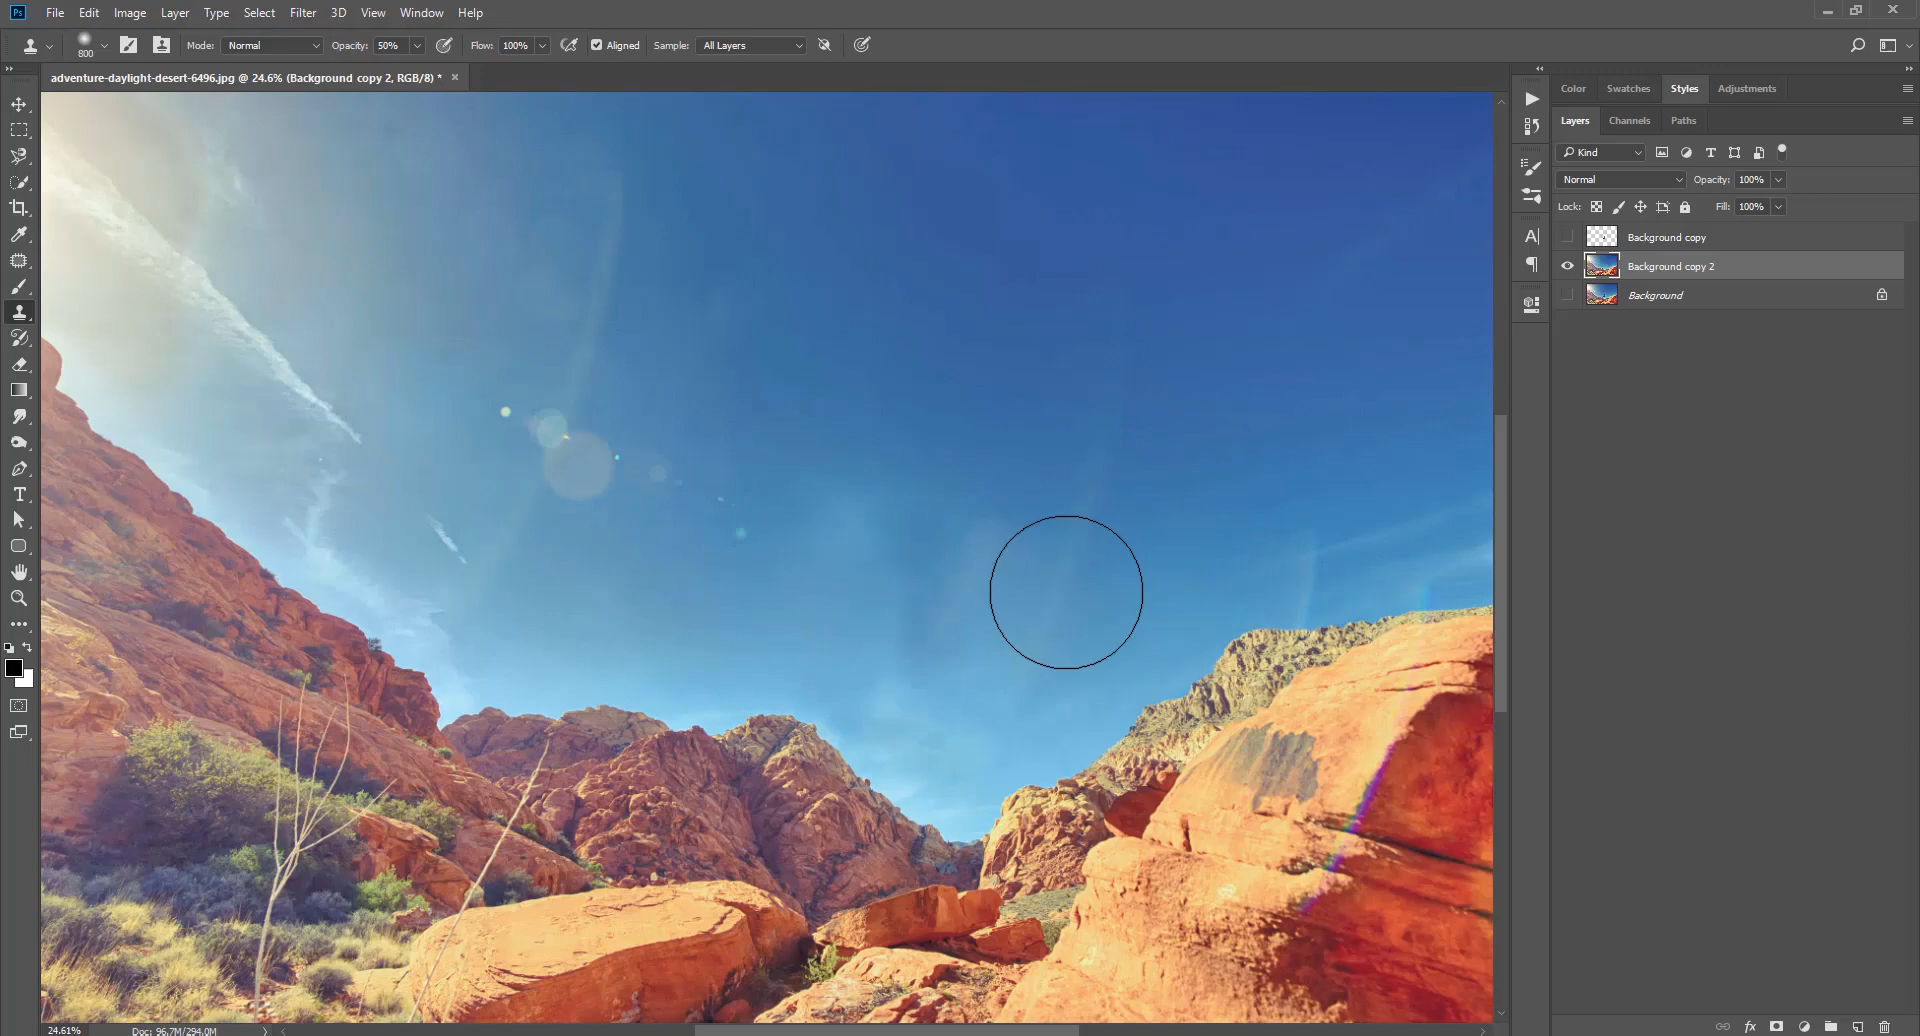 Ps File Edit Image Layer Type Select Filter 3D View Window Help
800 Mode: Normal Opacity: 50% Flow: 100% Aligned Sample: All Layers
adventure-daylight-desert-6496.jpg @ 24.6% (Background copy 2, RGB/8) * ×
Color Swatches Styles Adjustments
Layers Channels Paths
Kind
Normal Opacity: 100%
Lock: Fill: 100%
Background copy
Background copy 2
Background
24.61% Doc: 96.7M/294.0M